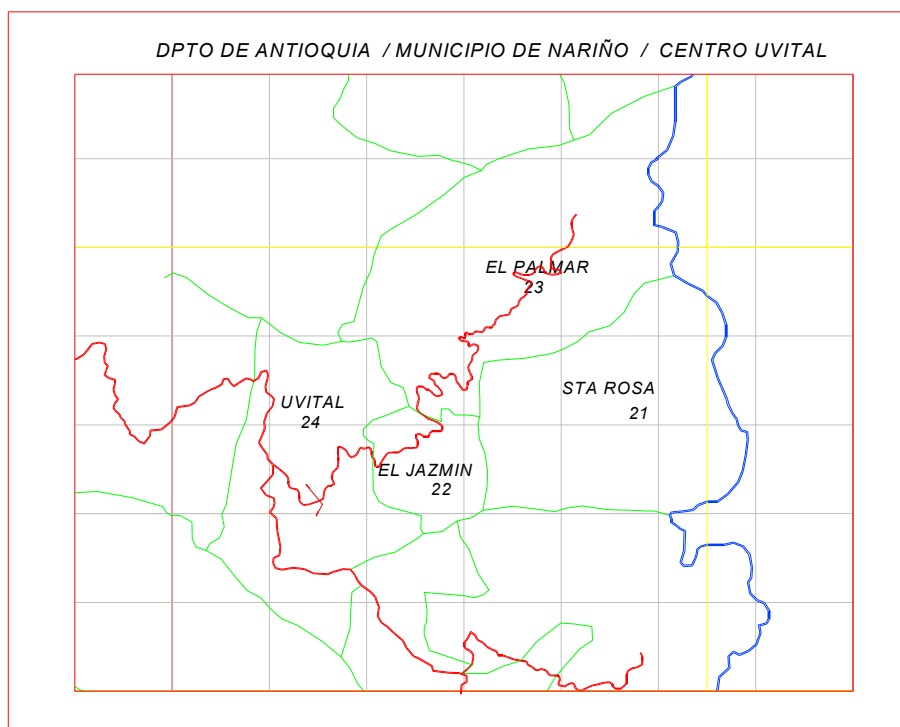 DPTO DE ANTIOQUIA / MUNICIPIO DE NARIÑO / CENTRO UVITAL
EL PALMAR
23
STA ROSA
21
UVITAL
24
EL JAZMIN
22